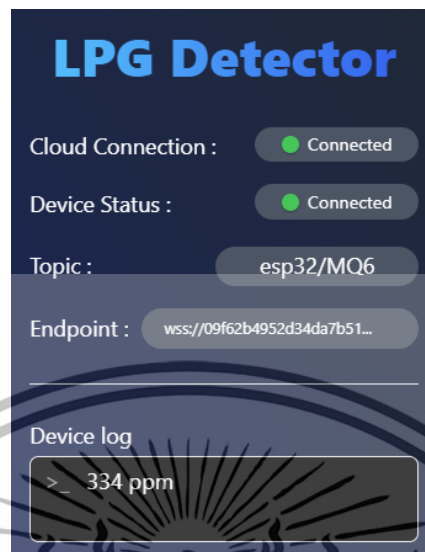 LPG Detector
Cloud Connection : Connected
Device Status : Connected
Topic : esp32/MQ6
Endpoint : wss://09f62b4952d34da7b51...
Device log
>_ 334 ppm